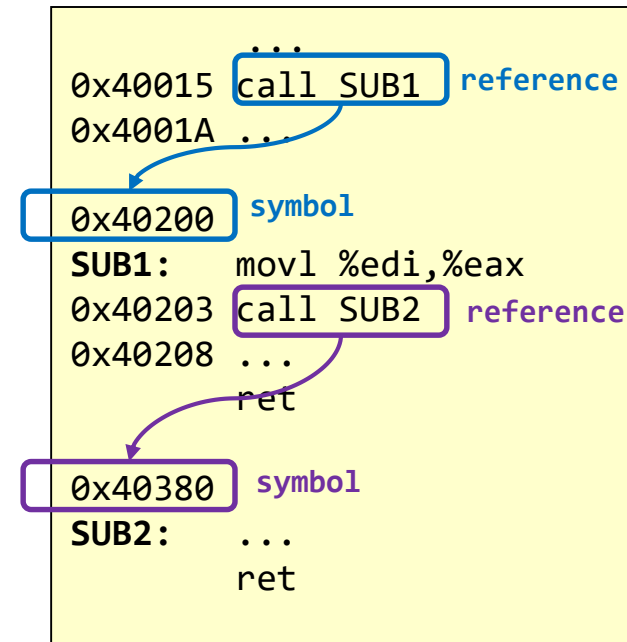 ...
0x40015 call SUB1 reference
0x4001A ...
0x40200 symbol
SUB1: movl %edi,%eax
0x40203 call SUB2 reference
0x40208 ...
ret
0x40380 symbol
SUB2: ...
ret